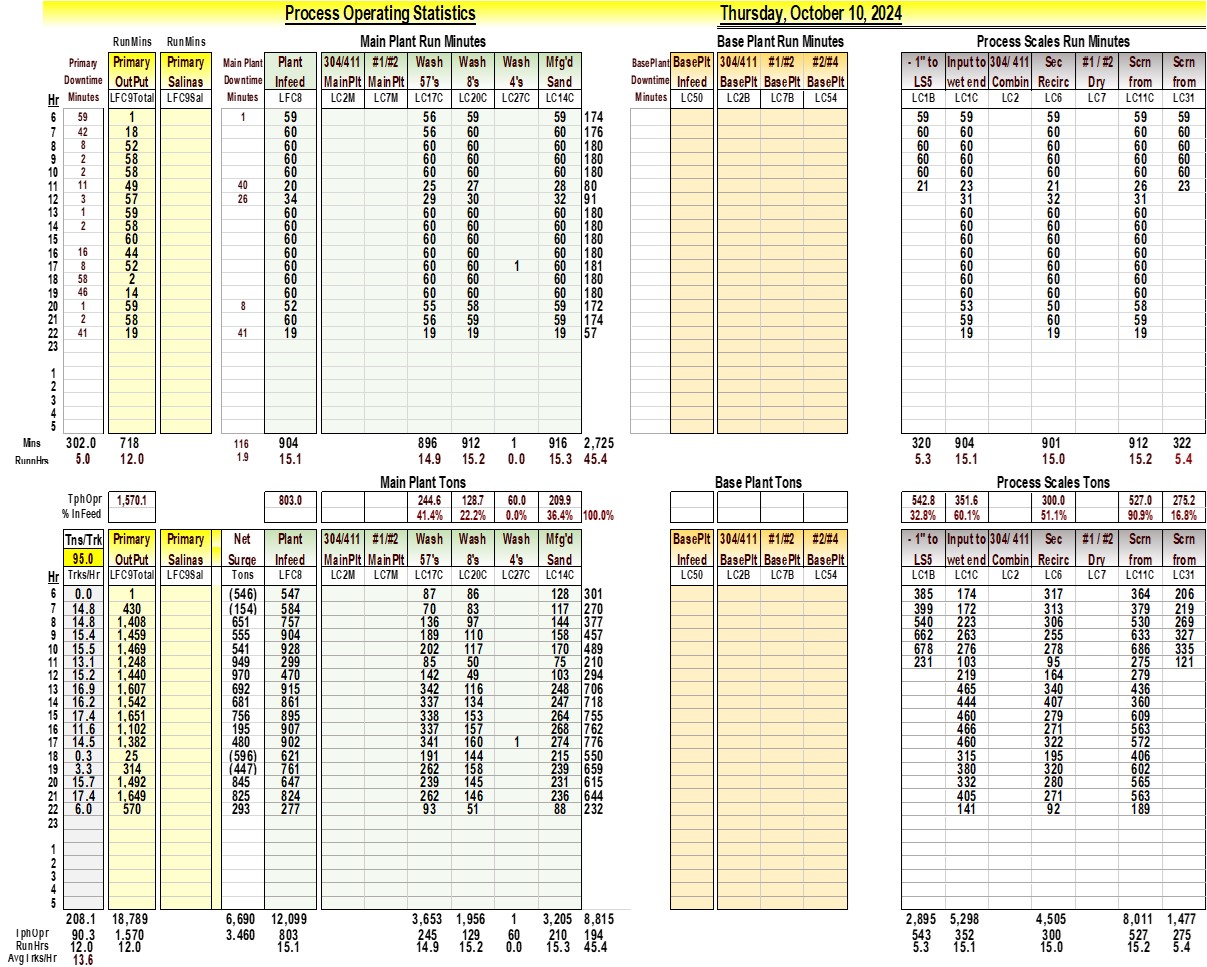 Process Operating Statistics Thursday, October 10, 2024
RunMins RunMins Main Plant Run Minutes Base Plant Run Minutes Process Scales Run Minutes
Primary Primary Primary Main Plant Plant 304/411 #1/#2 Wash Wash Wash Mfg'd BasePlant BasePlt 304/411 #1/#2 #2/#4 - 1" to Input to 304/ 411 Sec #1 / #2 Scrn Scrn
Downtime OutPut Salinas Downtime Infeed MainPlt MainPlt 57's 8's 4's Sand Downtime Infeed BasePlt BasePlt BasePlt LS5 wet end Combin Recirc Dry from from
Hr Minutes LFC9Total LFC9Sal Minutes LFC8 LC2M LC7M LC17C LC20C LC27C LC14C Minutes LC50 LC2B LC7B LC54 LC1B LC1C LC2 LC6 LC7 LC11C LC31
6 59 1 1 59 56 59 59 174 59 59 59 59 59
7 42 18 60 56 60 60 176 60 60 60 60 60
8 8 52 60 60 60 60 180 60 60 60 60 60
9 2 58 60 60 60 60 180 60 60 60 60 60
10 2 58 60 60 60 60 180 60 60 60 60 60
11 11 49 40 20 25 27 28 80 21 23 21 26 23
12 3 57 26 34 29 30 32 91 31 32 31
13 1 59 60 60 60 60 180 60 60 60
14 2 58 60 60 60 60 180 60 60 60
15 60 60 60 60 60 180 60 60 60
16 16 44 60 60 60 60 180 60 60 60
17 8 52 60 60 60 1 60 181 60 60 60
18 58 2 60 60 60 60 180 60 60 60
19 46 14 60 60 60 60 180 60 60 60
20 1 59 8 52 55 58 59 172 53 50 58
21 2 58 60 56 59 59 174 59 60 59
22 41 19 41 19 19 19 19 57 19 19 19
23
1
2
3
4
5
Mins 302.0 718 116 904 896 912 1 916 2,725 320 904 901 912 322
RunnHrs 5.0 12.0 1.9 15.1 14.9 15.2 0.0 15.3 45.4 5.3 15.1 15.0 15.2 5.4
Main Plant Tons Base Plant Tons Process Scales Tons
TphOpr 1,570.1 803.0 244.6 128.7 60.0 209.9 542.8 351.6 300.0 527.0 275.2
% InFeed 41.4% 22.2% 0.0% 36.4% 100.0% 32.8% 60.1% 51.1% 90.9% 16.8%
Tns/Trk Primary Primary Net Plant 304/411 #1/#2 Wash Wash Wash Mfg'd BasePlt 304/411 #1/#2 #2/#4 - 1" to Input to 304/ 411 Sec #1 / #2 Scrn Scrn
95.0 OutPut Salinas Surge Infeed MainPlt MainPlt 57's 8's 4's Sand Infeed BasePlt BasePlt BasePlt LS5 wet end Combin Recirc Dry from from
Hr Trks/Hr LFC9Total LFC9Sal Tons LFC8 LC2M LC7M LC17C LC20C LC27C LC14C LC50 LC2B LC7B LC54 LC1B LC1C LC2 LC6 LC7 LC11C LC31
6 0.0 1 (546) 547 87 86 128 301 385 174 317 364 206
7 14.8 430 (154) 584 70 83 117 270 399 172 313 379 219
8 14.8 1,408 651 757 136 97 144 377 540 223 306 530 269
9 15.4 1,459 555 904 189 110 158 457 662 263 255 633 327
10 15.5 1,469 541 928 202 117 170 489 678 276 278 686 335
11 13.1 1,248 949 299 85 50 75 210 231 103 95 275 121
12 15.2 1,440 970 470 142 49 103 294 219 164 279
13 16.9 1,607 692 915 342 116 248 706 465 340 436
14 16.2 1,542 681 861 337 134 247 718 444 407 360
15 17.4 1,651 756 895 338 153 264 755 460 279 609
16 11.6 1,102 195 907 337 157 268 762 466 271 563
17 14.5 1,382 480 902 341 160 1 274 776 460 322 572
18 0.3 25 (596) 621 191 144 215 550 315 195 406
19 3.3 314 (447) 761 262 158 239 659 380 320 602
20 15.7 1,492 845 647 239 145 231 615 332 280 565
21 17.4 1,649 825 824 262 146 236 644 405 271 563
22 6.0 570 293 277 93 51 88 232 141 92 189
23
1
2
3
4
5
208.1 18,789 6,690 12,099 3,653 1,956 1 3,205 8,815 2,895 5,298 4,505 8,011 1,477
TphOpr 90.3 1,570 3.460 803 245 129 60 210 194 543 352 300 527 275
RunHrs 12.0 12.0 15.1 14.9 15.2 0.0 15.3 45.4 5.3 15.1 15.0 15.2 5.4
AvgTrks/Hr 13.6